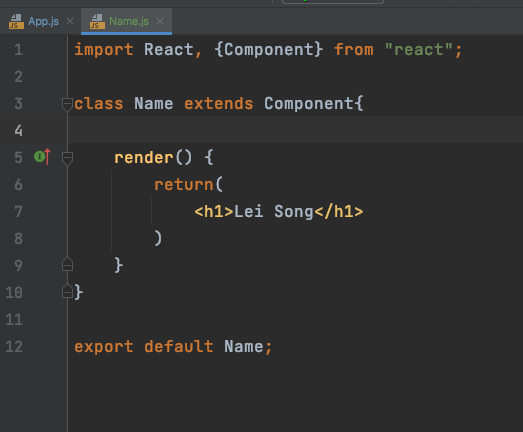 App.js Name.js
1 import React, {Component} from "react";
2
3 class Name extends Component{
4
5     render() {
6         return(
7             <h1>Lei Song</h1>
8         )
9     }
10 }
11
12 export default Name;